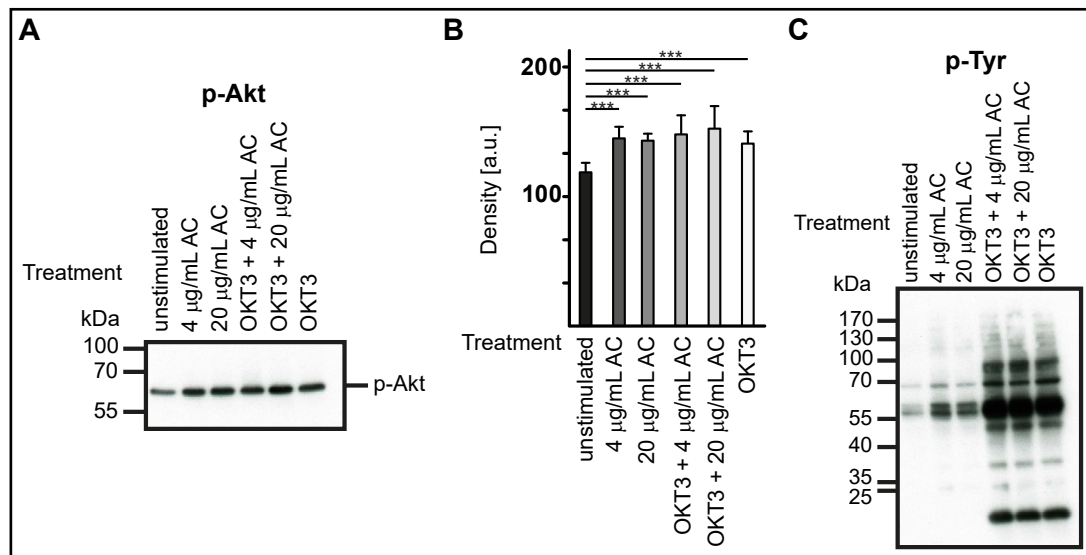 A
p-Akt
Treatment
unstimulated
4 µg/mL AC
20 µg/mL AC
OKT3 + 4 µg/mL AC
OKT3 + 20 µg/mL AC
OKT3
kDa
100
70
55
p-Akt
B
200
100
Density [a.u.]
***
***
***
***
***
Treatment
unstimulated
4 µg/mL AC
20 µg/mL AC
OKT3 + 4 µg/mL AC
OKT3 + 20 µg/mL AC
OKT3
C
p-Tyr
Treatment
unstimulated
4 µg/mL AC
20 µg/mL AC
OKT3 + 4 µg/mL AC
OKT3 + 20 µg/mL AC
OKT3
kDa
170
130
100
70
55
40
35
25